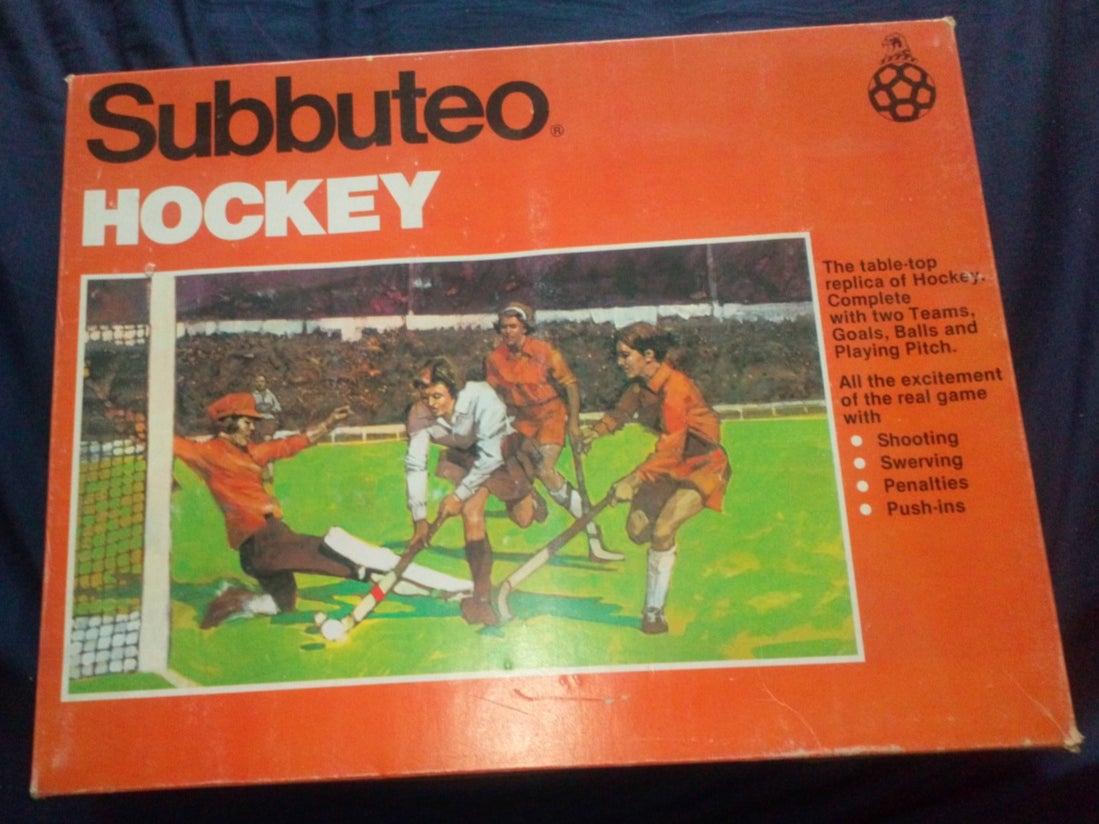 Subbuteo®
HOCKEY
The table-top
replica of Hockey.
Complete
with two Teams,
Goals, Balls and
Playing Pitch.
All the excitement
of the real game
with
● Shooting
● Swerving
● Penalties
● Push-ins